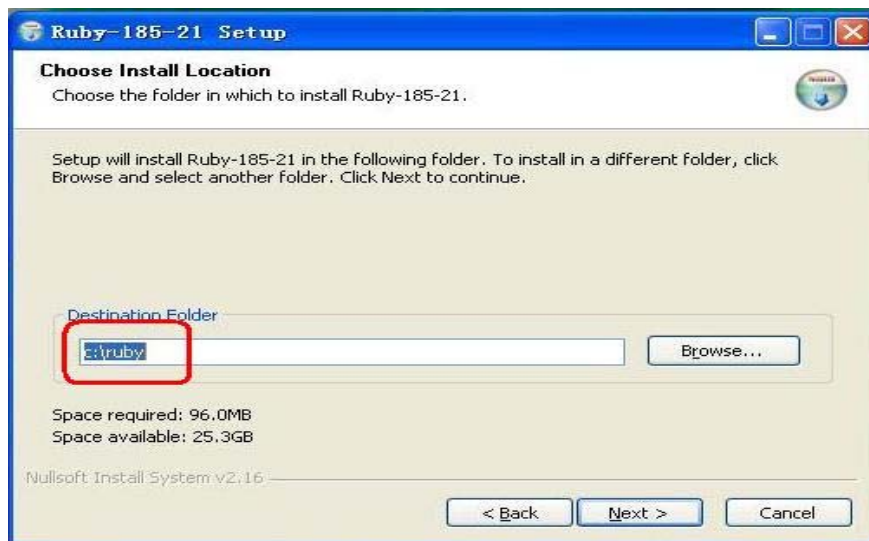 Ruby-185-21 Setup
Choose Install Location
Choose the folder in which to install Ruby-185-21.
Setup will install Ruby-185-21 in the following folder. To install in a different folder, click
Browse and select another folder. Click Next to continue.
Destination Folder
c:\ruby
Browse...
Space required: 96.0MB
Space available: 25.3GB
Nullsoft Install System v2.16
< Back
Next >
Cancel